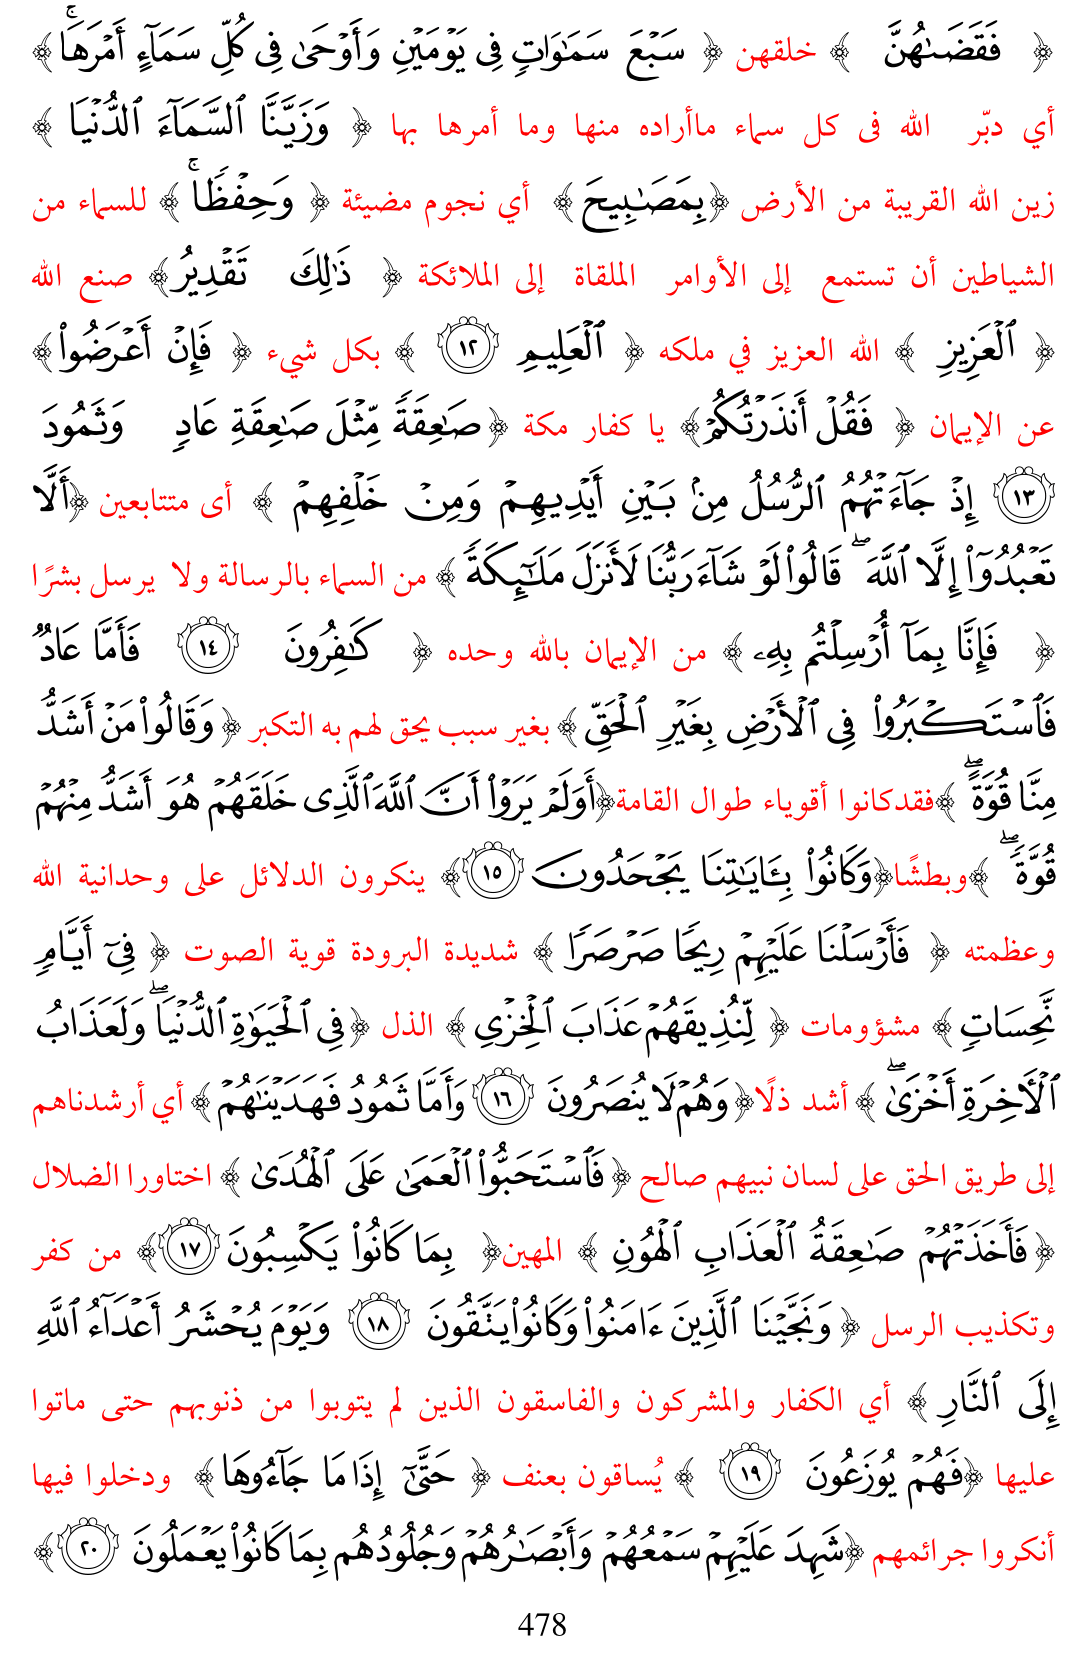 ﴿ فَقَضَىٰهُنَّ ﴾ خلقهن ﴿ سَبْعَ سَمَٰوَاتٍ فِى يَوْمَيْنِ وَأَوْحَىٰ فِى كُلِّ سَمَآءٍ أَمْرَهَا ۚ ﴾
أي دبّر الله فى كل سماء ماأراده منها وما أمرها بها ﴿ وَزَيَّنَّا ٱلسَّمَآءَ ٱلدُّنْيَا ﴾
زين الله القريبة من الأرض ﴿بِمَصَٰبِيحَ ﴾ أي نجوم مضيئة ﴿ وَحِفْظًا ۚ ﴾ للسماء من
الشياطين أن تستمع إلى الأوامر الملقاة إلى الملائكة ﴿ ذَٰلِكَ تَقْدِيرُ﴾ صنع الله
﴿ ٱلْعَزِيزِ ﴾ الله العزيز في ملكه ﴿ ٱلْعَلِيمِ ١٢ ﴾ بكل شيء ﴿ فَإِنْ أَعْرَضُوا۟﴾
عن الإيمان ﴿ فَقُلْ أَنذَرْتُكُمْ﴾ يا كفار مكة ﴿صَٰعِقَةً مِّثْلَ صَٰعِقَةِ عَادٍ وَثَمُودَ
١٣ إِذْ جَآءَتْهُمُ ٱلرُّسُلُ مِنۢ بَيْنِ أَيْدِيهِمْ وَمِنْ خَلْفِهِمْ ﴾ أى متتابعين ﴿أَلَّا
تَعْبُدُوٓا۟ إِلَّا ٱللَّهَ ۖ قَالُوا۟ لَوْ شَآءَ رَبُّنَا لَأَنزَلَ مَلَٰٓئِكَةً ﴾ من السماء بالرسالة ولا يرسل بشرًا
﴿ فَإِنَّا بِمَآ أُرْسِلْتُم بِهِۦ ﴾ من الإيمان بالله وحده ﴿ كَٰفِرُونَ ١٤ فَأَمَّا عَادٌ
فَٱسْتَكْبَرُوا۟ فِى ٱلْأَرْضِ بِغَيْرِ ٱلْحَقِّ ﴾ بغير سبب يحق لهم به التكبر ﴿ وَقَالُوا۟ مَنْ أَشَدُّ
مِنَّا قُوَّةً ۖ ﴾فقدكانوا أقوياء طوال القامة﴿أَوَلَمْ يَرَوْا۟ أَنَّ ٱللَّهَ ٱلَّذِى خَلَقَهُمْ هُوَ أَشَدُّ مِنْهُمْ
قُوَّةً ۖ ﴾وبطشًا﴿وَكَانُوا۟ بِـَٔايَٰتِنَا يَجْحَدُونَ ١٥﴾ ينكرون الدلائل على وحدانية الله
وعظمته ﴿ فَأَرْسَلْنَا عَلَيْهِمْ رِيحًا صَرْصَرًا ﴾ شديدة البرودة قوية الصوت ﴿ فِىٓ أَيَّامٍ
نَّحِسَاتٍ ﴾ مشؤومات ﴿ لِّنُذِيقَهُمْ عَذَابَ ٱلْخِزْىِ ﴾ الذل ﴿ فِى ٱلْحَيَوٰةِ ٱلدُّنْيَا ۖ وَلَعَذَابُ
ٱلْءَاخِرَةِ أَخْزَىٰ ۖ ﴾ أشد ذلًا﴿وَهُمْ لَا يُنصَرُونَ ١٦ وَأَمَّا ثَمُودُ فَهَدَيْنَٰهُمْ ﴾ أي أرشدناهم
إلى طريق الحق على لسان نبيهم صالح ﴿ فَٱسْتَحَبُّوا۟ ٱلْعَمَىٰ عَلَى ٱلْهُدَىٰ ﴾ اختاورا الضلال
﴿ فَأَخَذَتْهُمْ صَٰعِقَةُ ٱلْعَذَابِ ٱلْهُونِ ﴾ المهين﴿ بِمَا كَانُوا۟ يَكْسِبُونَ ١٧﴾ من كفر
وتكذيب الرسل ﴿ وَنَجَّيْنَا ٱلَّذِينَ ءَامَنُوا۟ وَكَانُوا۟ يَتَّقُونَ ١٨ وَيَوْمَ يُحْشَرُ أَعْدَآءُ ٱللَّهِ
إِلَى ٱلنَّارِ ﴾ أي الكفار والمشركون والفاسقون الذين لم يتوبوا من ذنوبهم حتى ماتوا
عليها ﴿فَهُمْ يُوزَعُونَ ١٩ ﴾ يُساقون بعنف ﴿ حَتَّىٰٓ إِذَا مَا جَآءُوهَا﴾ ودخلوا فيها
أنكروا جرائمهم ﴿شَهِدَ عَلَيْهِمْ سَمْعُهُمْ وَأَبْصَٰرُهُمْ وَجُلُودُهُم بِمَا كَانُوا۟ يَعْمَلُونَ ٢٠﴾
478